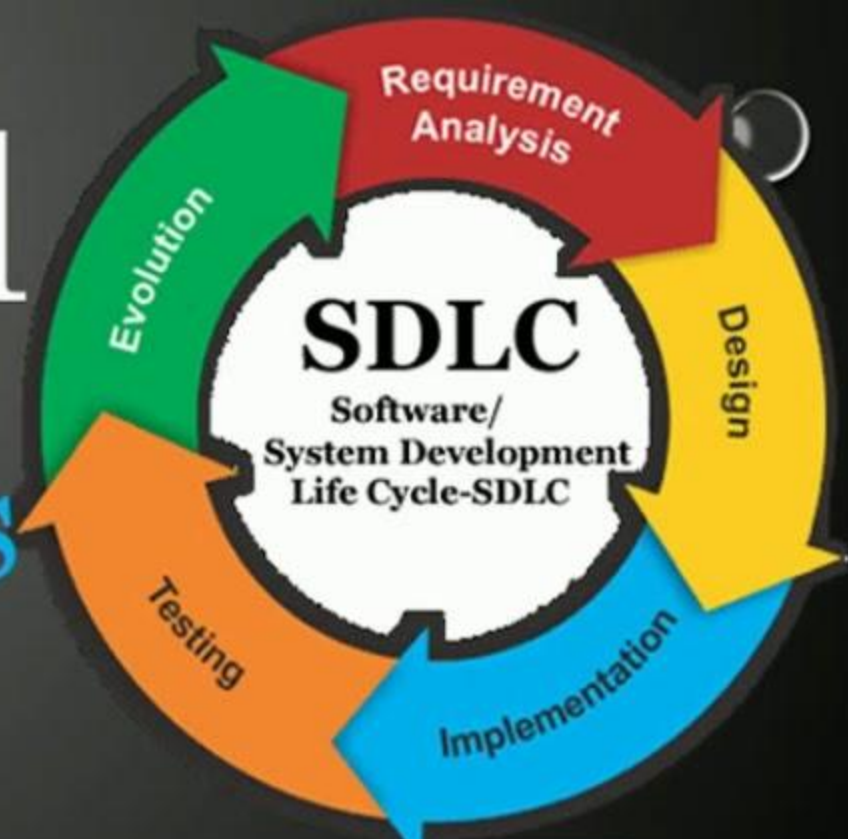 Requirement
Analysis
Design
Implementation
Testing
Evolution
SDLC
Software/
System Development
Life Cycle-SDLC